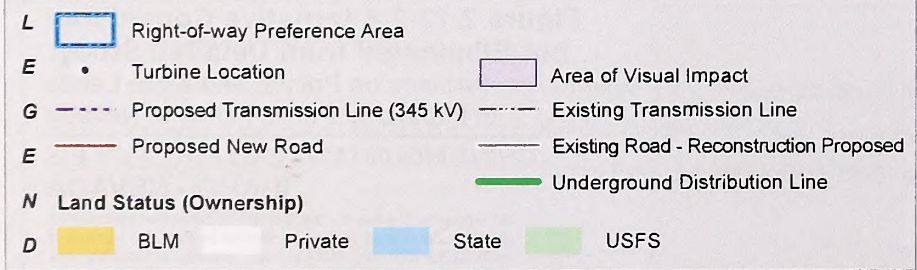 L
E
G
E
N
D
Right-of-way Preference Area
Turbine Location
Area of Visual Impact
Proposed Transmission Line (345 kV)
Existing Transmission Line
Proposed New Road
Existing Road - Reconstruction Proposed
Underground Distribution Line
Land Status (Ownership)
BLM Private State USFS